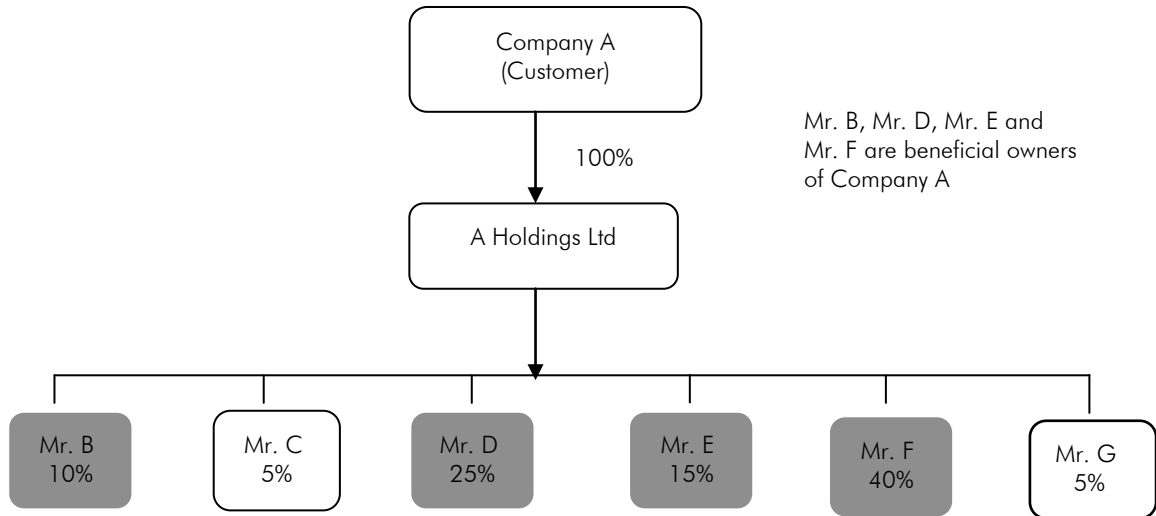 Company A
(Customer)
Mr. B, Mr. D, Mr. E and
Mr. F are beneficial owners
of Company A
100%
A Holdings Ltd
Mr. B
10%
Mr. C
5%
Mr. D
25%
Mr. E
15%
Mr. F
40%
Mr. G
5%